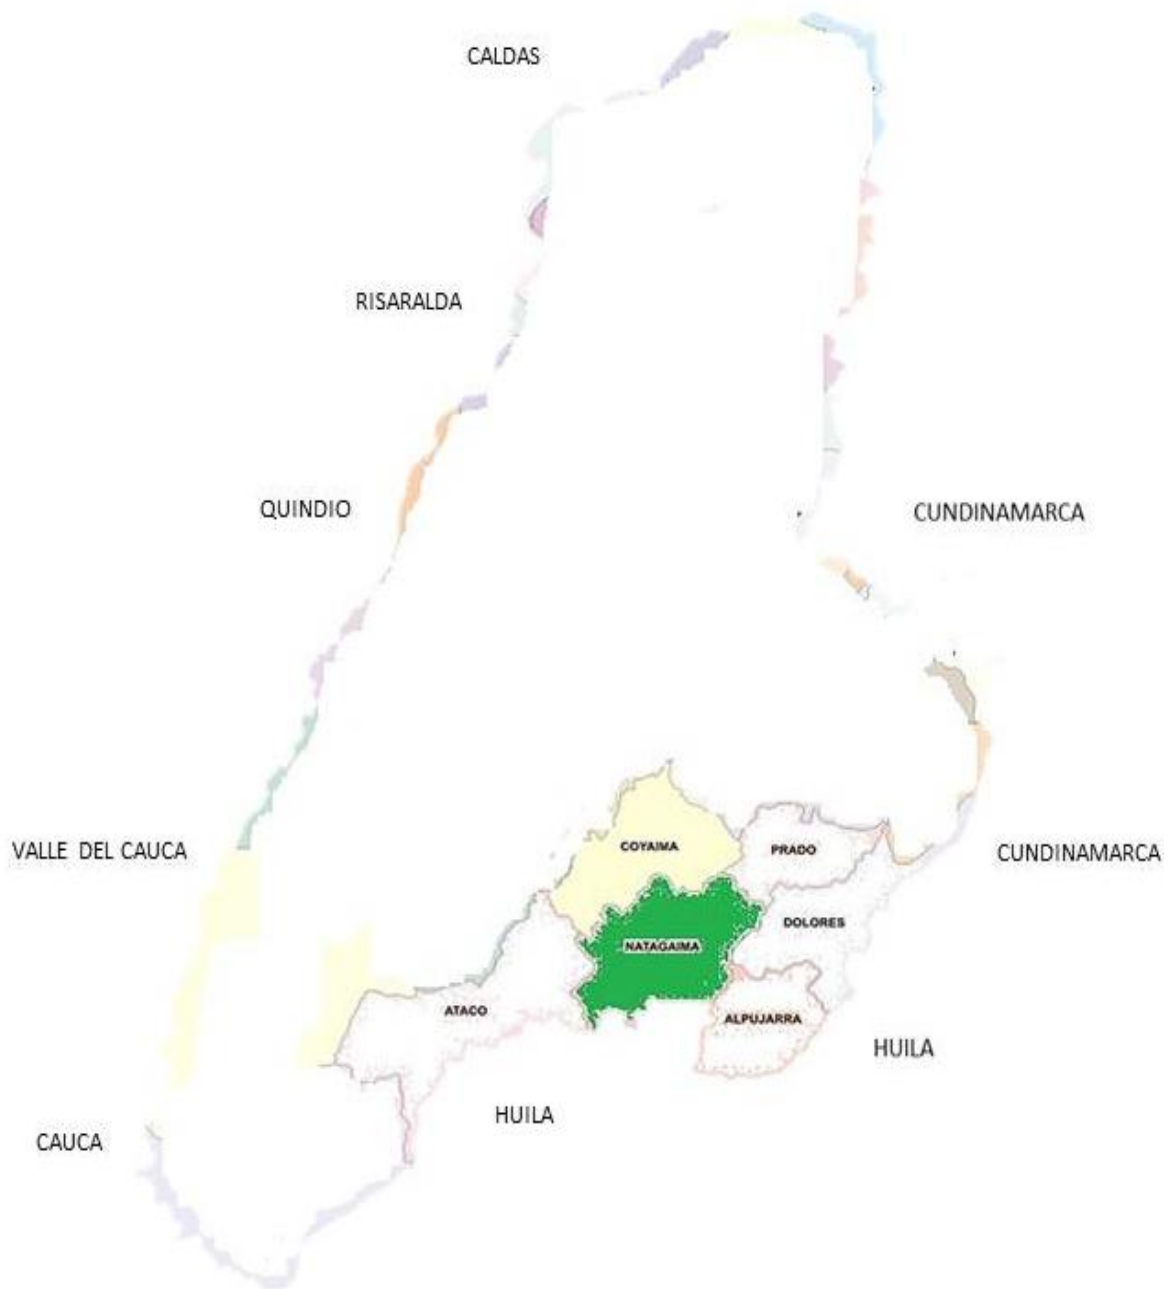 CALDAS
RISARALDA
QUINDIO
CUNDINAMARCA
VALLE DEL CAUCA
COYAIMA
PRADO
CUNDINAMARCA
DOLORES
NATAGAIMA
ATACO
ALPUJARRA
HUILA
HUILA
CAUCA